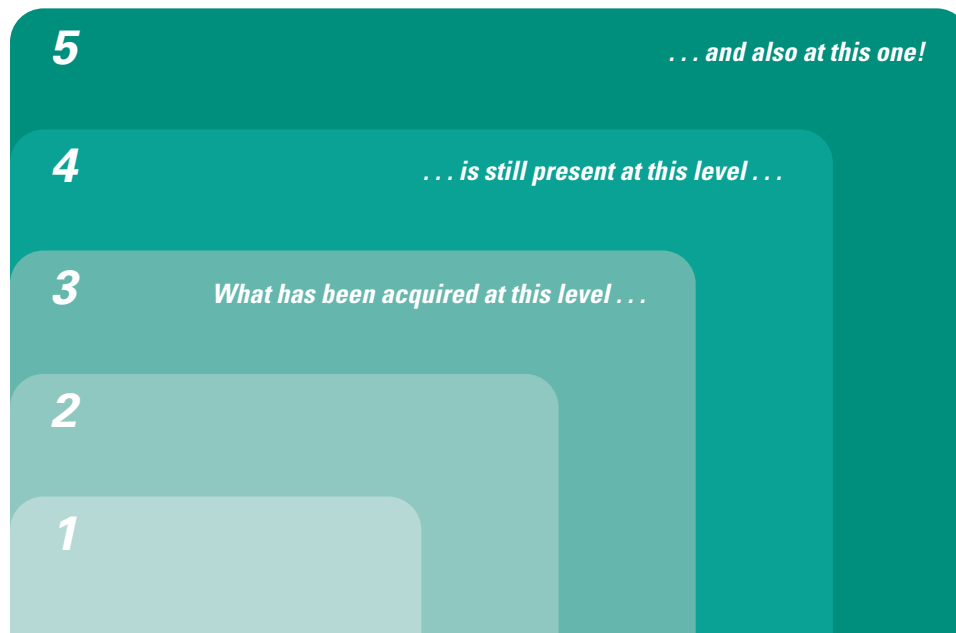 5 . . . and also at this one!
4 . . . is still present at this level . . .
3 What has been acquired at this level . . .
2
1